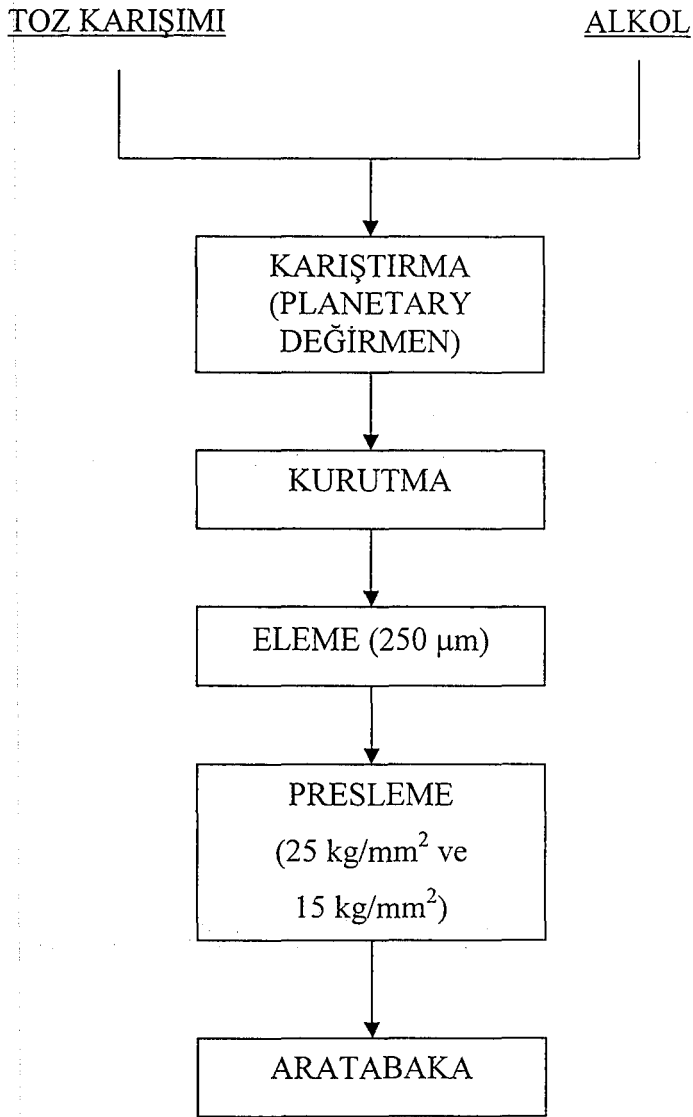 TOZ KARIŞIMI
ALKOL
KARIŞTIRMA
(PLANETARY
DEĞİRMEN)
KURUTMA
ELEME (250 µm)
PRESLEME
(25 kg/mm² ve
15 kg/mm²)
ARATABAKA